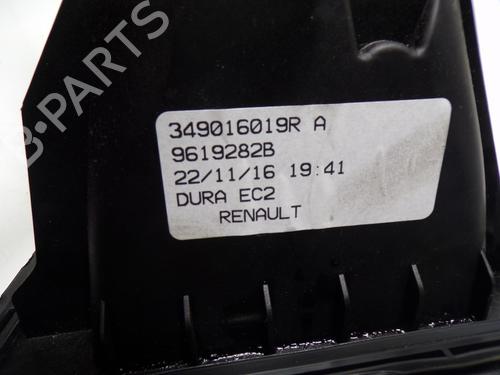 349016019R A
9619282B
22/11/16 19:41
DURA EC2
RENAULT
B-PARTS